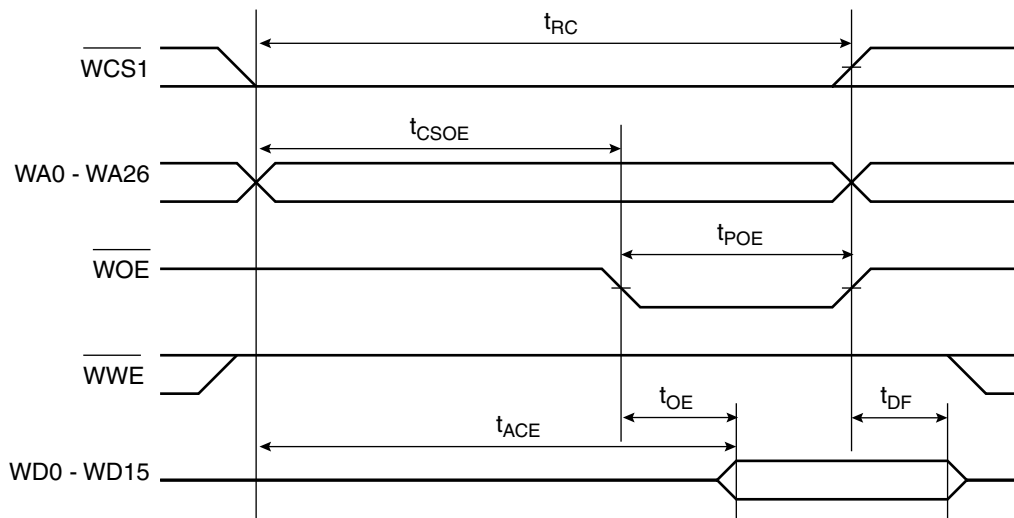 tRC
WCS1
tCSOE
WA0 - WA26
tPOE
WOE
WWE
tOE
tDF
tACE
WD0 - WD15